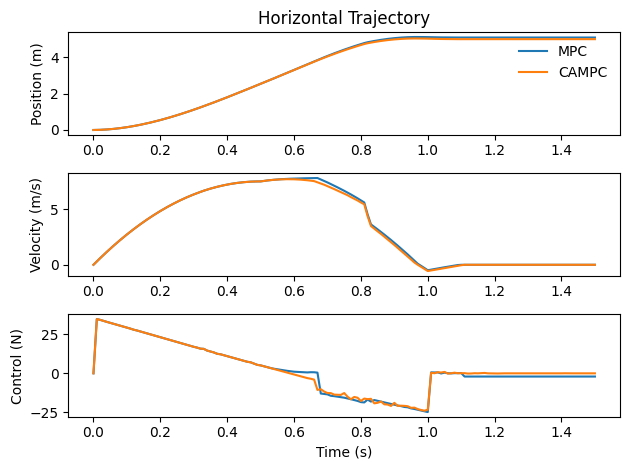 Horizontal Trajectory
Position (m)
4
2
0
MPC
CAMPC
0.0 0.2 0.4 0.6 0.8 1.0 1.2 1.4
Velocity (m/s)
5
0
0.0 0.2 0.4 0.6 0.8 1.0 1.2 1.4
Control (N)
25
0
−25
0.0 0.2 0.4 0.6 0.8 1.0 1.2 1.4
Time (s)